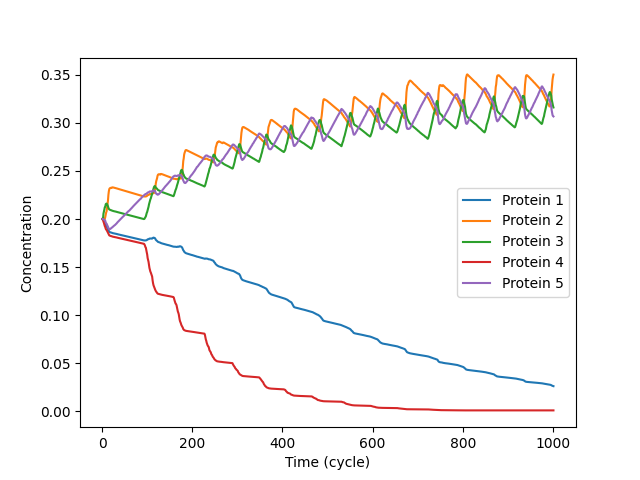 0.35
0.30
0.25
0.20
0.15
0.10
0.05
0.00
Concentration
0
200
400
600
800
1000
Time (cycle)
Protein 1
Protein 2
Protein 3
Protein 4
Protein 5